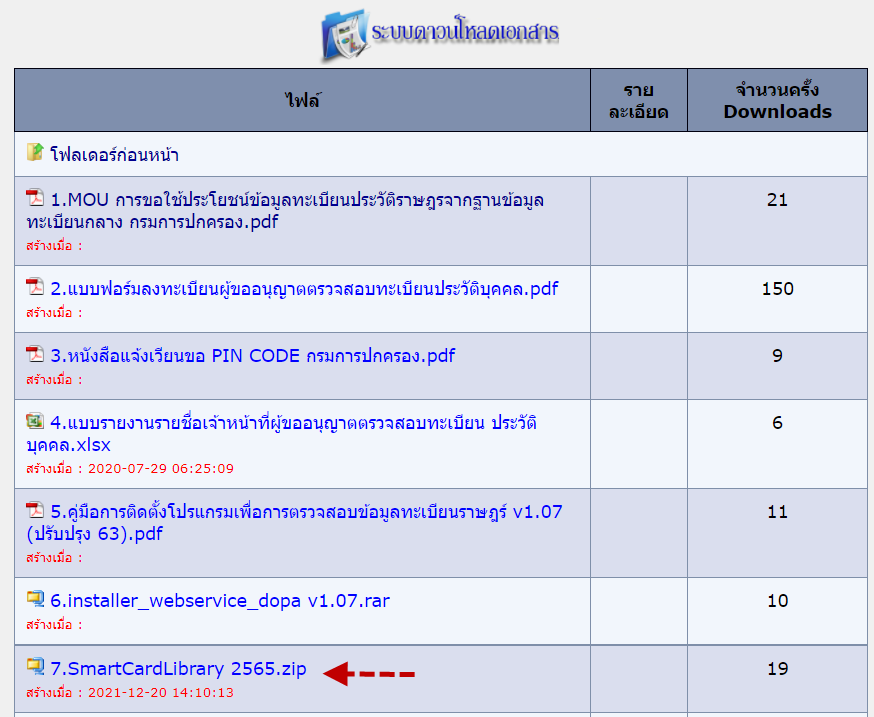 ระบบดาวน์โหลดเอกสาร
ไฟล์
ราย
ละเอียด
จำนวนครั้ง
Downloads
โฟลเดอร์ก่อนหน้า
1.MOU การขอใช้ประโยชน์ข้อมูลทะเบียนประวัติราษฎรจากฐานข้อมูล
ทะเบียนกลาง กรมการปกครอง.pdf
21
สร้างเมื่อ :
2.แบบฟอร์มลงทะเบียนผู้ขออนุญาตตรวจสอบทะเบียนประวัติบุคคล.pdf
150
สร้างเมื่อ :
3.หนังสือแจ้งเวียนขอ PIN CODE กรมการปกครอง.pdf
9
สร้างเมื่อ :
4.แบบรายงานรายชื่อเจ้าหน้าที่ผู้ขออนุญาตตรวจสอบทะเบียน ประวัติ
บุคคล.xlsx
6
สร้างเมื่อ : 2020-07-29 06:25:09
5.คู่มือการติดตั้งโปรแกรมเพื่อการตรวจสอบข้อมูลทะเบียนราษฎร์ v1.07
(ปรับปรุง 63).pdf
11
สร้างเมื่อ :
6.installer_webservice_dopa v1.07.rar
10
สร้างเมื่อ :
7.SmartCardLibrary 2565.zip
19
สร้างเมื่อ : 2021-12-20 14:10:13